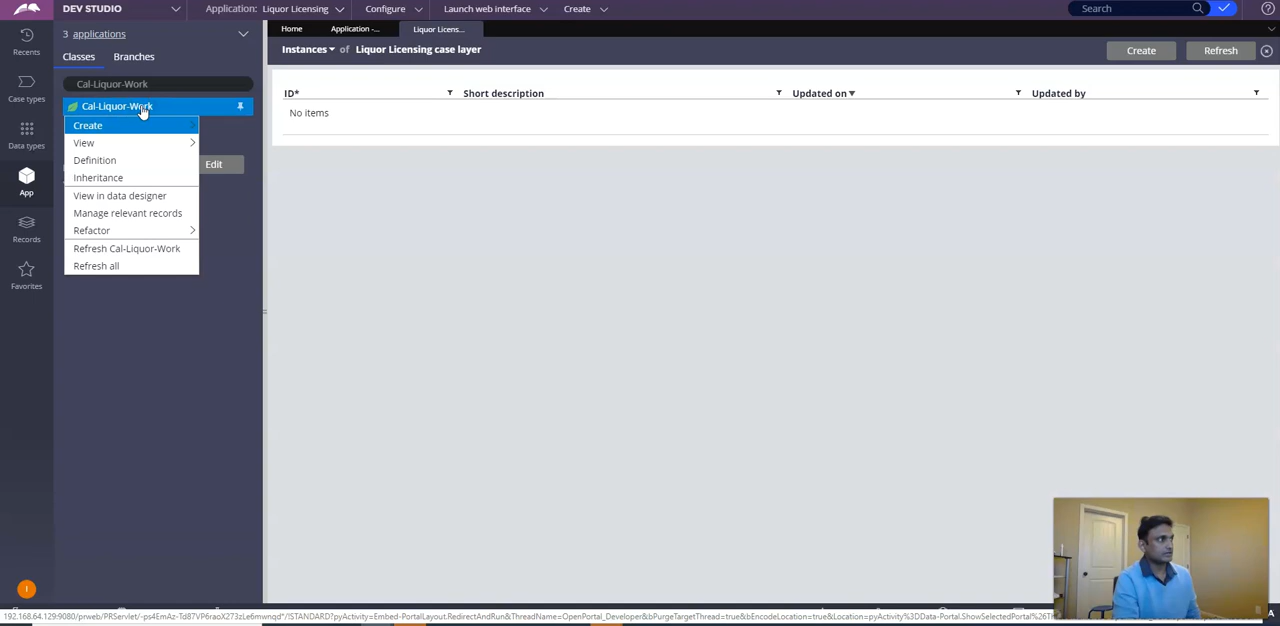 DEV STUDIO
Application: Liquor Licensing
Configure
Launch web interface
Create
Search
Recents
Case types
Data types
App
Records
Favorites
3 applications
Classes
Branches
Cal-Liquor-Work
Cal-Liquor-Work
Create
View
Definition
Inheritance
View in data designer
Manage relevant records
Refactor
Refresh Cal-Liquor-Work
Refresh all
Edit
Home
Application -...
Liquor Licens...
Instances of Liquor Licensing case layer
Create
Refresh
ID*
Short description
Updated on
Updated by
No items
I